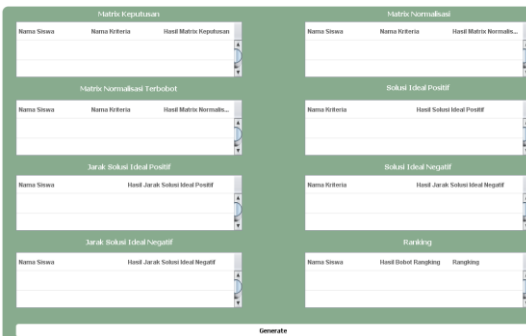 Matrix Keputusan
Nama Siswa Nama Kriteria Hasil Matrix Keputusan
Matrix Normalisasi
Nama Siswa Nama Kriteria Hasil Matrix Normalis...
Matrix Normalisasi Terbobot
Nama Siswa Nama Kriteria Hasil Matrix Normalis...
Solusi Ideal Positif
Nama Kriteria Hasil Solusi Ideal Positif
Jarak Solusi Ideal Positif
Nama Siswa Hasil Jarak Solusi Ideal Positif
Solusi Ideal Negatif
Nama Kriteria Hasil Jarak Solusi Ideal Negatif
Jarak Solusi Ideal Negatif
Nama Siswa Hasil Jarak Solusi Ideal Negatif
Ranking
Nama Siswa Hasil Bobot Rangking Rangking
Generate